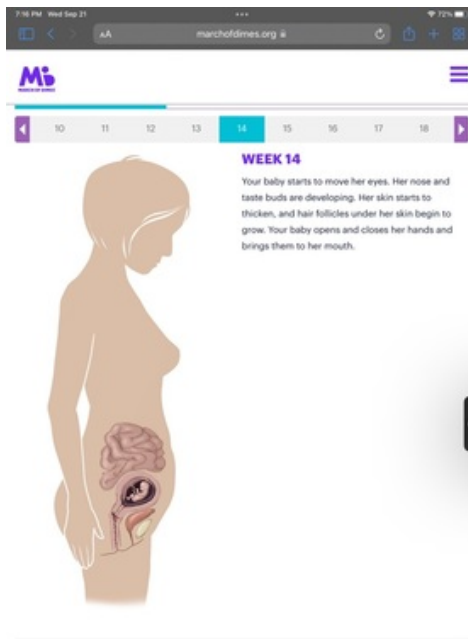 7:16 PM Wed Sep 21
72%
AA
marchofdimes.org
MARCH OF DIMES
10 11 12 13 14 15 16 17 18
WEEK 14
Your baby starts to move her eyes. Her nose and
taste buds are developing. Her skin starts to
thicken, and hair follicles under her skin begin to
grow. Your baby opens and closes her hands and
brings them to her mouth.